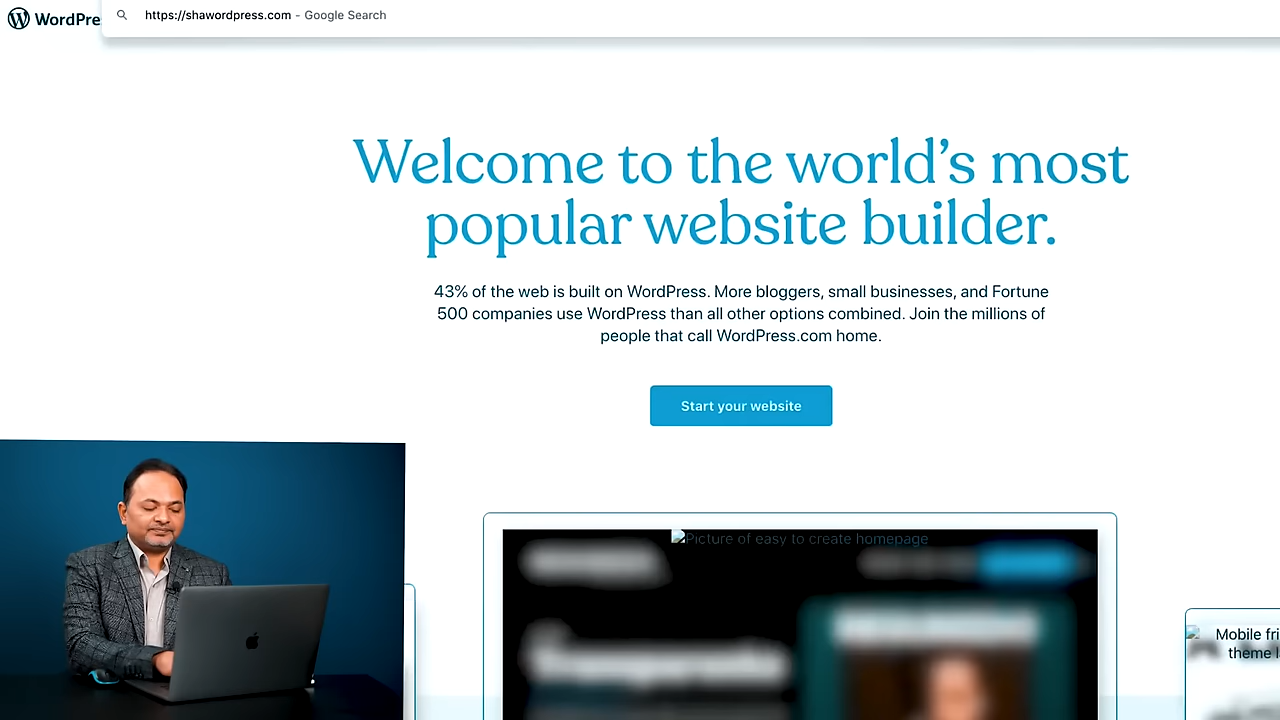 WordPre
https://shawordpress.com - Google Search
Welcome to the world's most
popular website builder.
43% of the web is built on WordPress. More bloggers, small businesses, and Fortune
500 companies use WordPress than all other options combined. Join the millions of
people that call WordPress.com home.
Start your website
Picture of easy to create homepage
Mobile fri
theme l